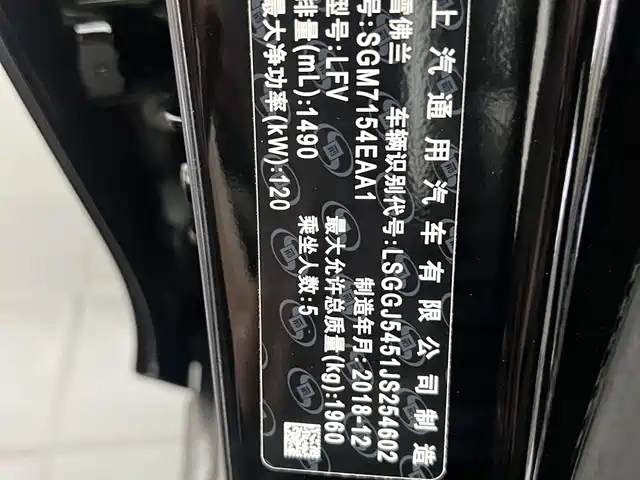 上汽通用汽车有限公司制造
雪佛兰 车辆识别代号:LSGGJ5451JS254602
号:SGM7154EAA1 制造年月:2018-12
型号:LFV 最大允许总质量(kg):1960
排量(mL):1490 乘坐人数:5
最大净功率(kW):120